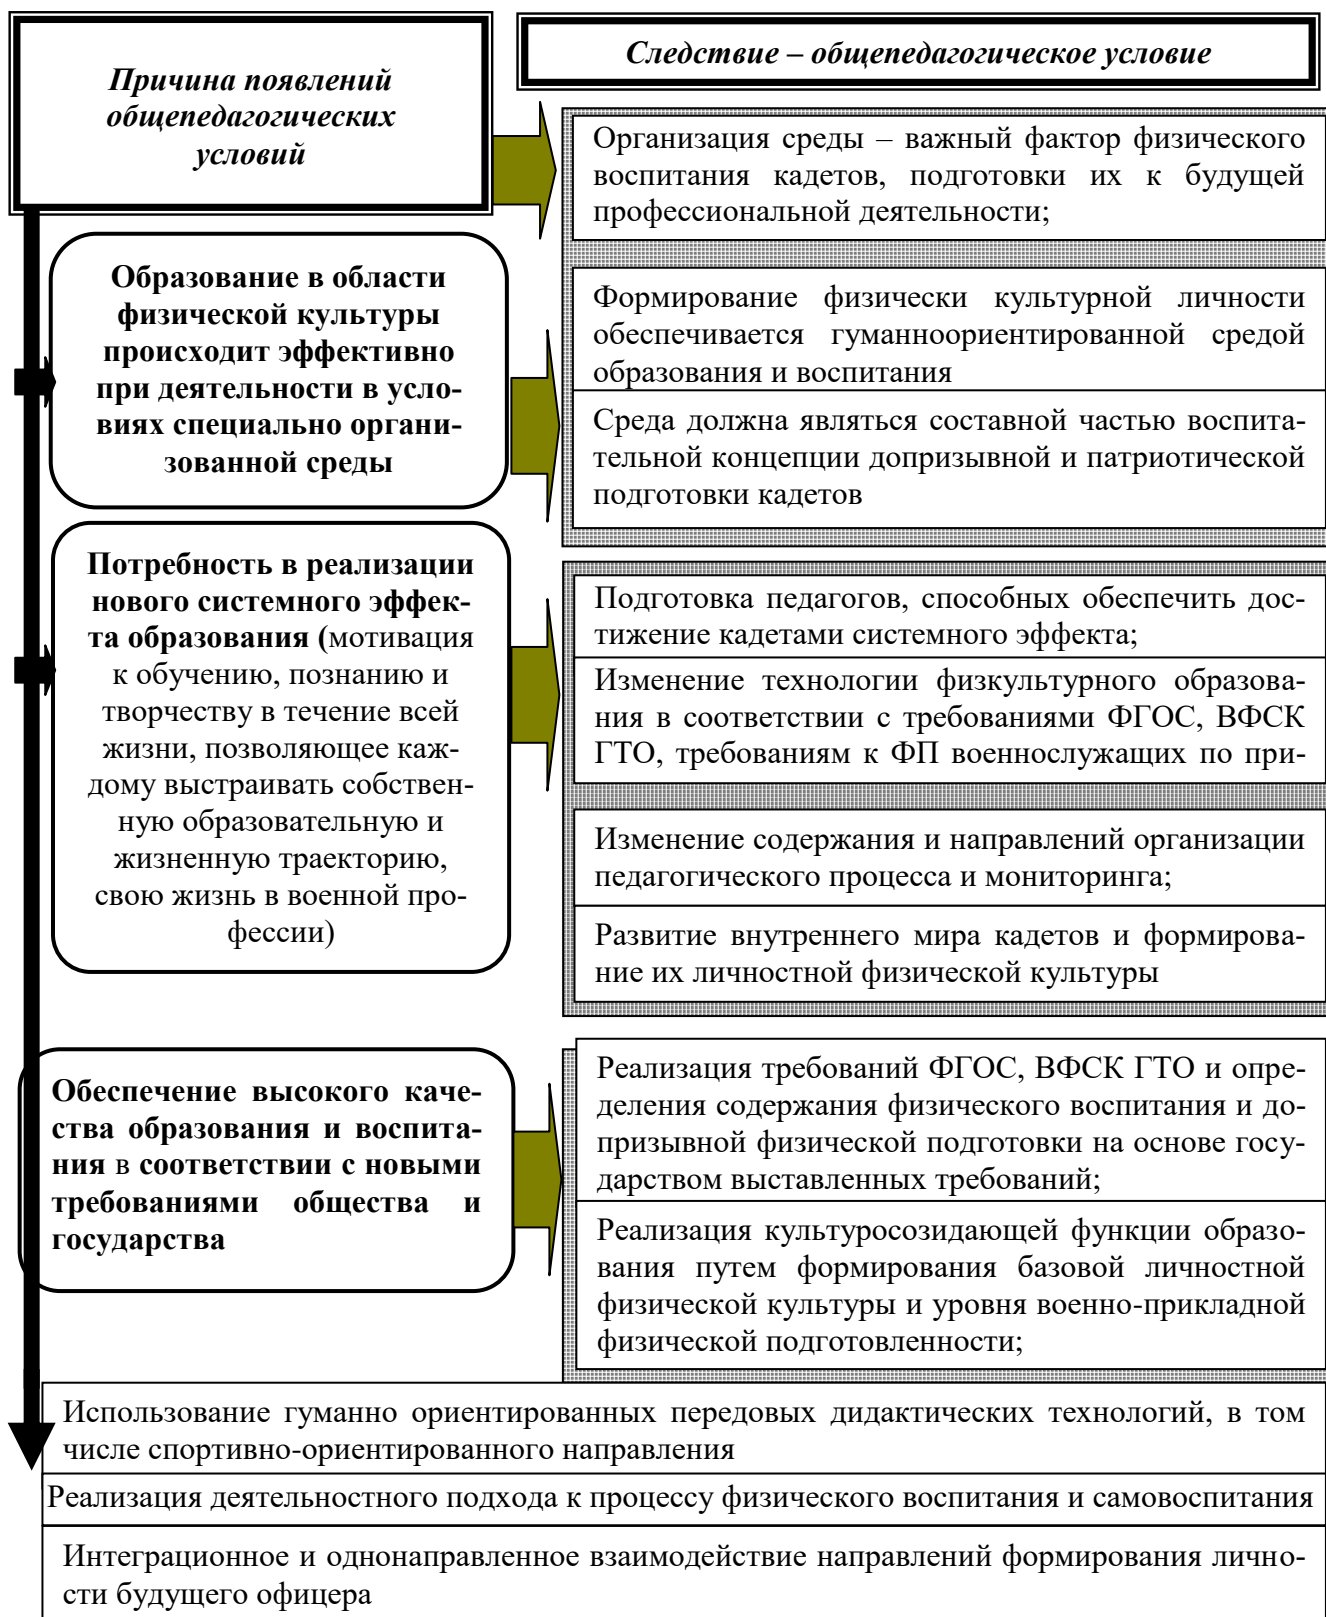 Причина появлений
общепедагогических
условий
Следствие – общепедагогическое условие
Организация среды – важный фактор физического
воспитания кадетов, подготовки их к будущей
профессиональной деятельности;
Образование в области
физической культуры
происходит эффективно
при деятельности в усло-
виях специально органи-
зованной среды
Формирование физически культурной личности
обеспечивается гуманноориентированной средой
образования и воспитания
Среда должна являться составной частью воспита-
тельной концепции допризывной и патриотической
подготовки кадетов
Потребность в реализации
нового системного эффек-
та образования (мотивация
к обучению, познанию и
творчеству в течение всей
жизни, позволяющее каж-
дому выстраивать собствен-
ную образовательную и
жизненную траекторию,
свою жизнь в военной про-
фессии)
Подготовка педагогов, способных обеспечить дос-
тижение кадетами системного эффекта;
Изменение технологии физкультурного образова-
ния в соответствии с требованиями ФГОС, ВФСК
ГТО, требованиям к ФП военнослужащих по при-
Изменение содержания и направлений организации
педагогического процесса и мониторинга;
Развитие внутреннего мира кадетов и формирова-
ние их личностной физической культуры
Обеспечение высокого каче-
ства образования и воспита-
ния в соответствии с новыми
требованиями общества и
государства
Реализация требований ФГОС, ВФСК ГТО и опре-
деления содержания физического воспитания и до-
призывной физической подготовки на основе госу-
дарством выставленных требований;
Реализация культуросозидающей функции образо-
вания путем формирования базовой личностной
физической культуры и уровня военно-прикладной
физической подготовленности;
Использование гуманно ориентированных передовых дидактических технологий, в том
числе спортивно-ориентированного направления
Реализация деятельностного подхода к процессу физического воспитания и самовоспитания
Интеграционное и однонаправленное взаимодействие направлений формирования лично-
сти будущего офицера